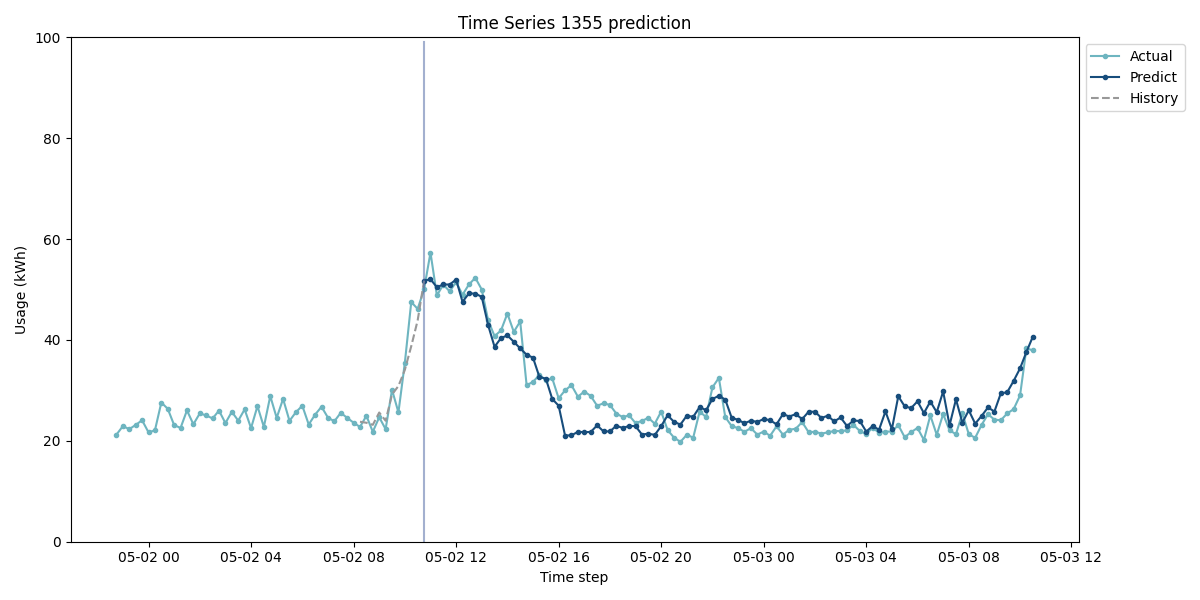 Time Series 1355 prediction
Usage (kWh)
100
80
60
40
20
0
05-02 00
05-02 04
05-02 08
05-02 12
05-02 16
05-02 20
05-03 00
05-03 04
05-03 08
05-03 12
Time step
Actual
Predict
History